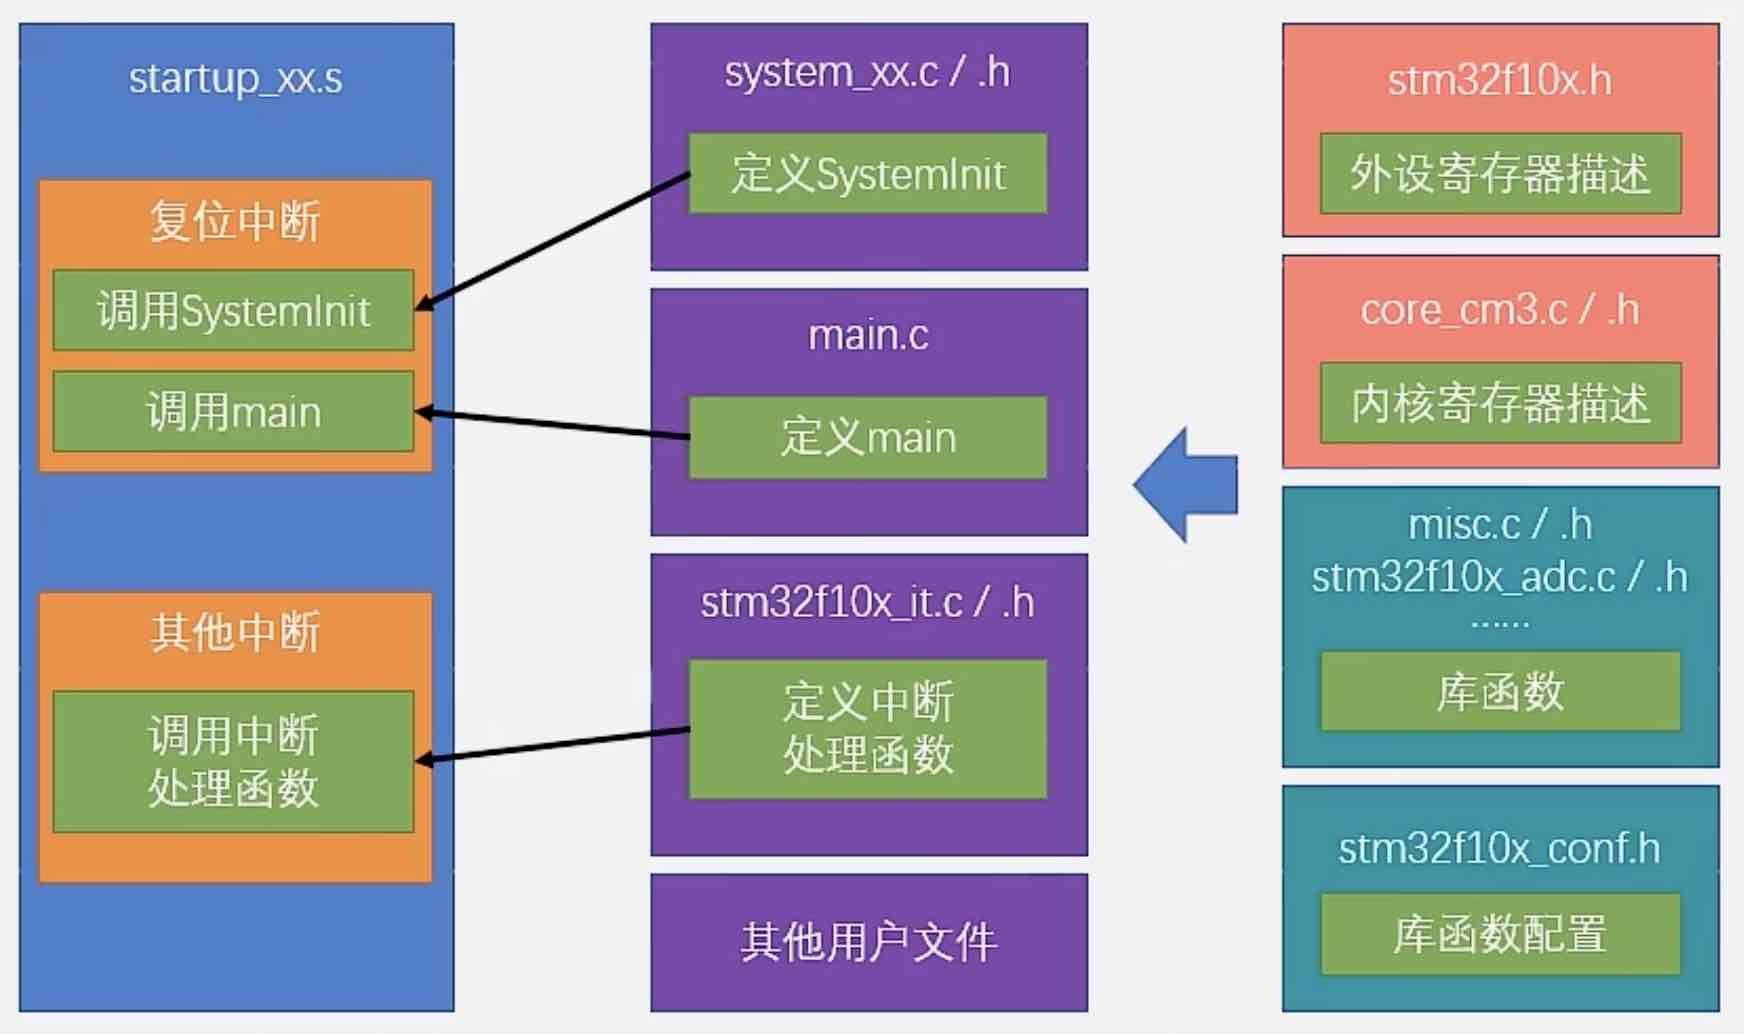 startup_xx.s
复位中断
调用SystemInit
调用main
其他中断
调用中断
处理函数
system_xx.c / .h
定义SystemInit
main.c
定义main
stm32f10x_it.c / .h
定义中断
处理函数
其他用户文件
stm32f10x.h
外设寄存器描述
core_cm3.c / .h
内核寄存器描述
misc.c / .h
stm32f10x_adc.c / .h
……
库函数
stm32f10x_conf.h
库函数配置